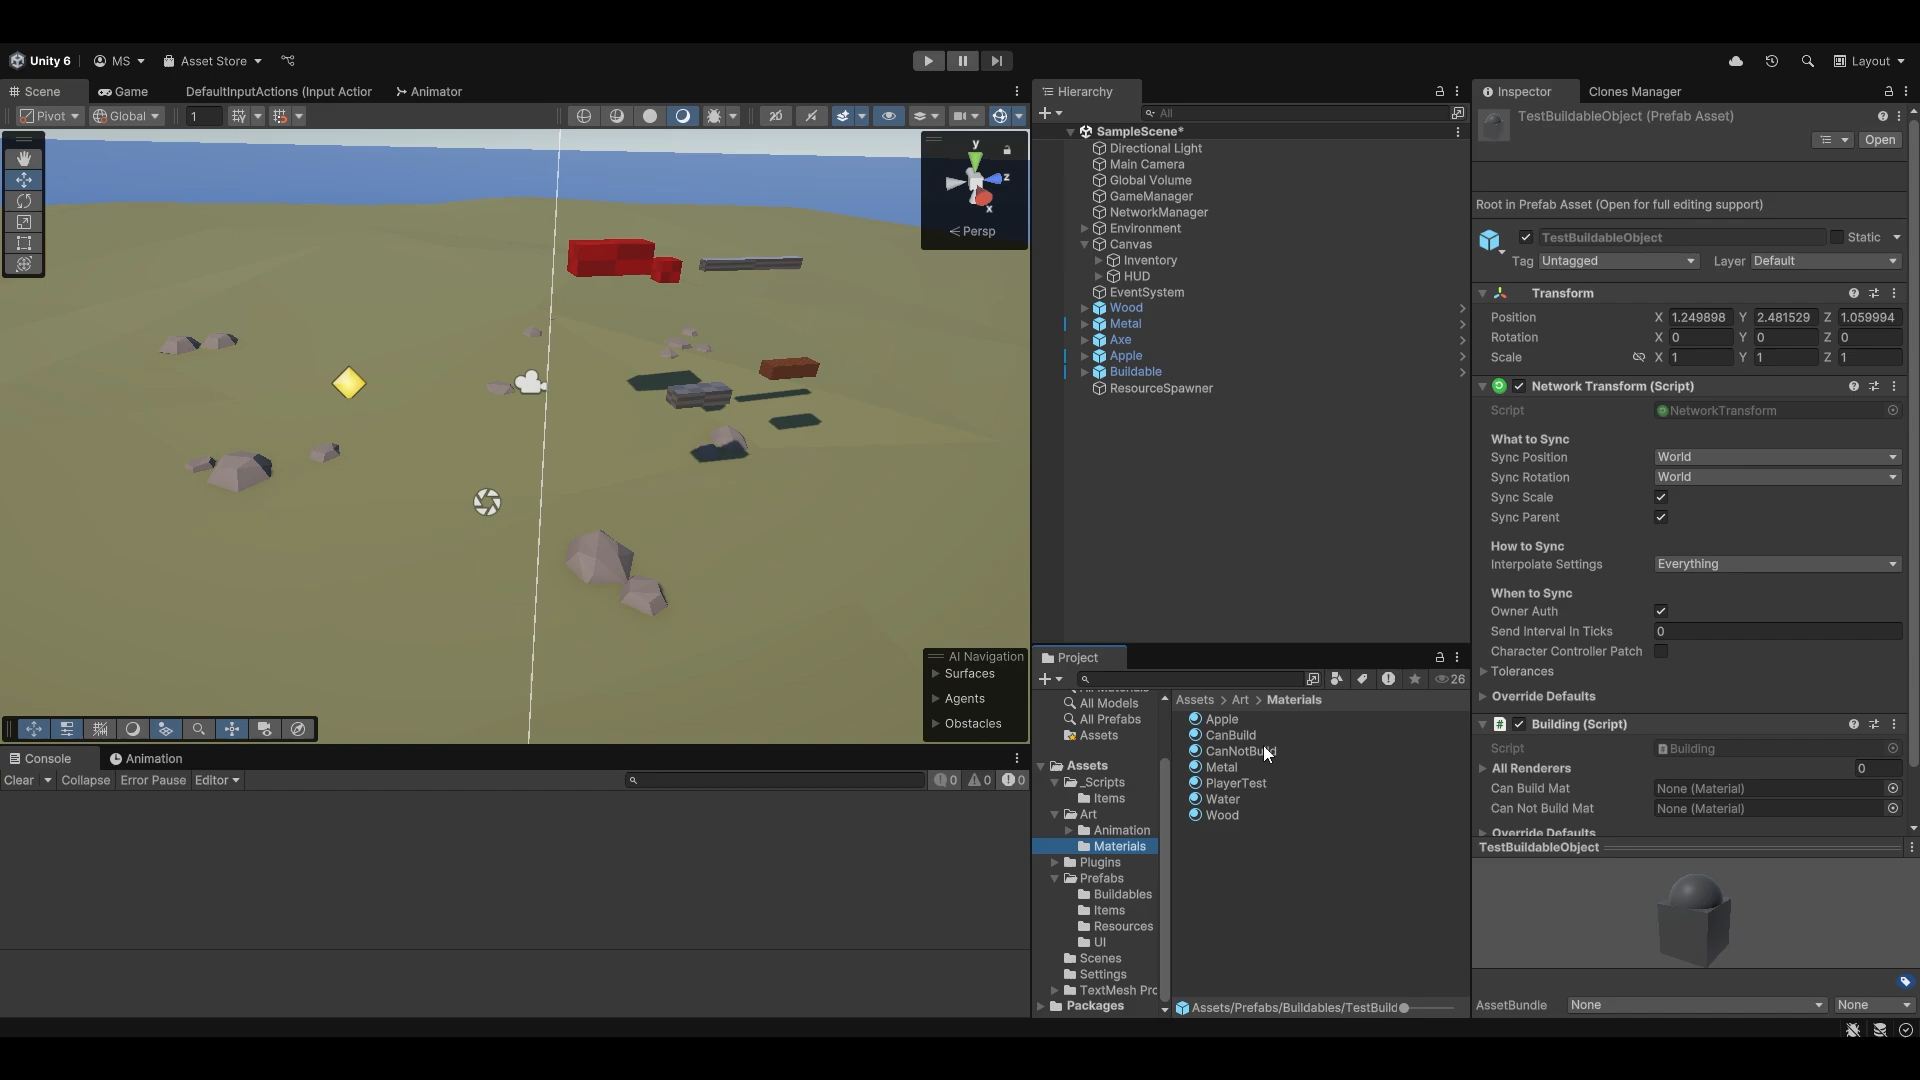 Unity 6 MS Asset Store Layout
Scene Game DefaultInputActions (Input Actior Animator
Pivot Global 1 2D
y
z
x
Persp
AI Navigation
Surfaces
Agents
Obstacles
Console Animation
Clear Collapse Error Pause Editor 0 0 0
Hierarchy
All
SampleScene*
Directional Light
Main Camera
Global Volume
GameManager
NetworkManager
Environment
Canvas
Inventory
HUD
EventSystem
Wood
Metal
Axe
Apple
Buildable
ResourceSpawner
Project
26
All Materials
All Models
All Prefabs
Assets
Assets
_Scripts
Items
Art
Animation
Materials
Plugins
Prefabs
Buildables
Items
Resources
UI
Scenes
Settings
TextMesh Prc
Packages
Assets > Art > Materials
Apple
CanBuild
CanNotBuild
Metal
PlayerTest
Water
Wood
Assets/Prefabs/Buildables/TestBuild
Inspector Clones Manager
TestBuildableObject (Prefab Asset)
Open
Root in Prefab Asset (Open for full editing support)
TestBuildableObject Static
Tag Untagged Layer Default
Transform
Position X 1.249898 Y 2.481529 Z 1.059994
Rotation X 0 Y 0 Z 0
Scale X 1 Y 1 Z 1
Network Transform (Script)
Script NetworkTransform
What to Sync
Sync Position World
Sync Rotation World
Sync Scale
Sync Parent
How to Sync
Interpolate Settings Everything
When to Sync
Owner Auth
Send Interval In Ticks 0
Character Controller Patch
Tolerances
Override Defaults
Building (Script)
Script Building
All Renderers 0
Can Build Mat None (Material)
Can Not Build Mat None (Material)
Override Defaults
TestBuildableObject
AssetBundle None None